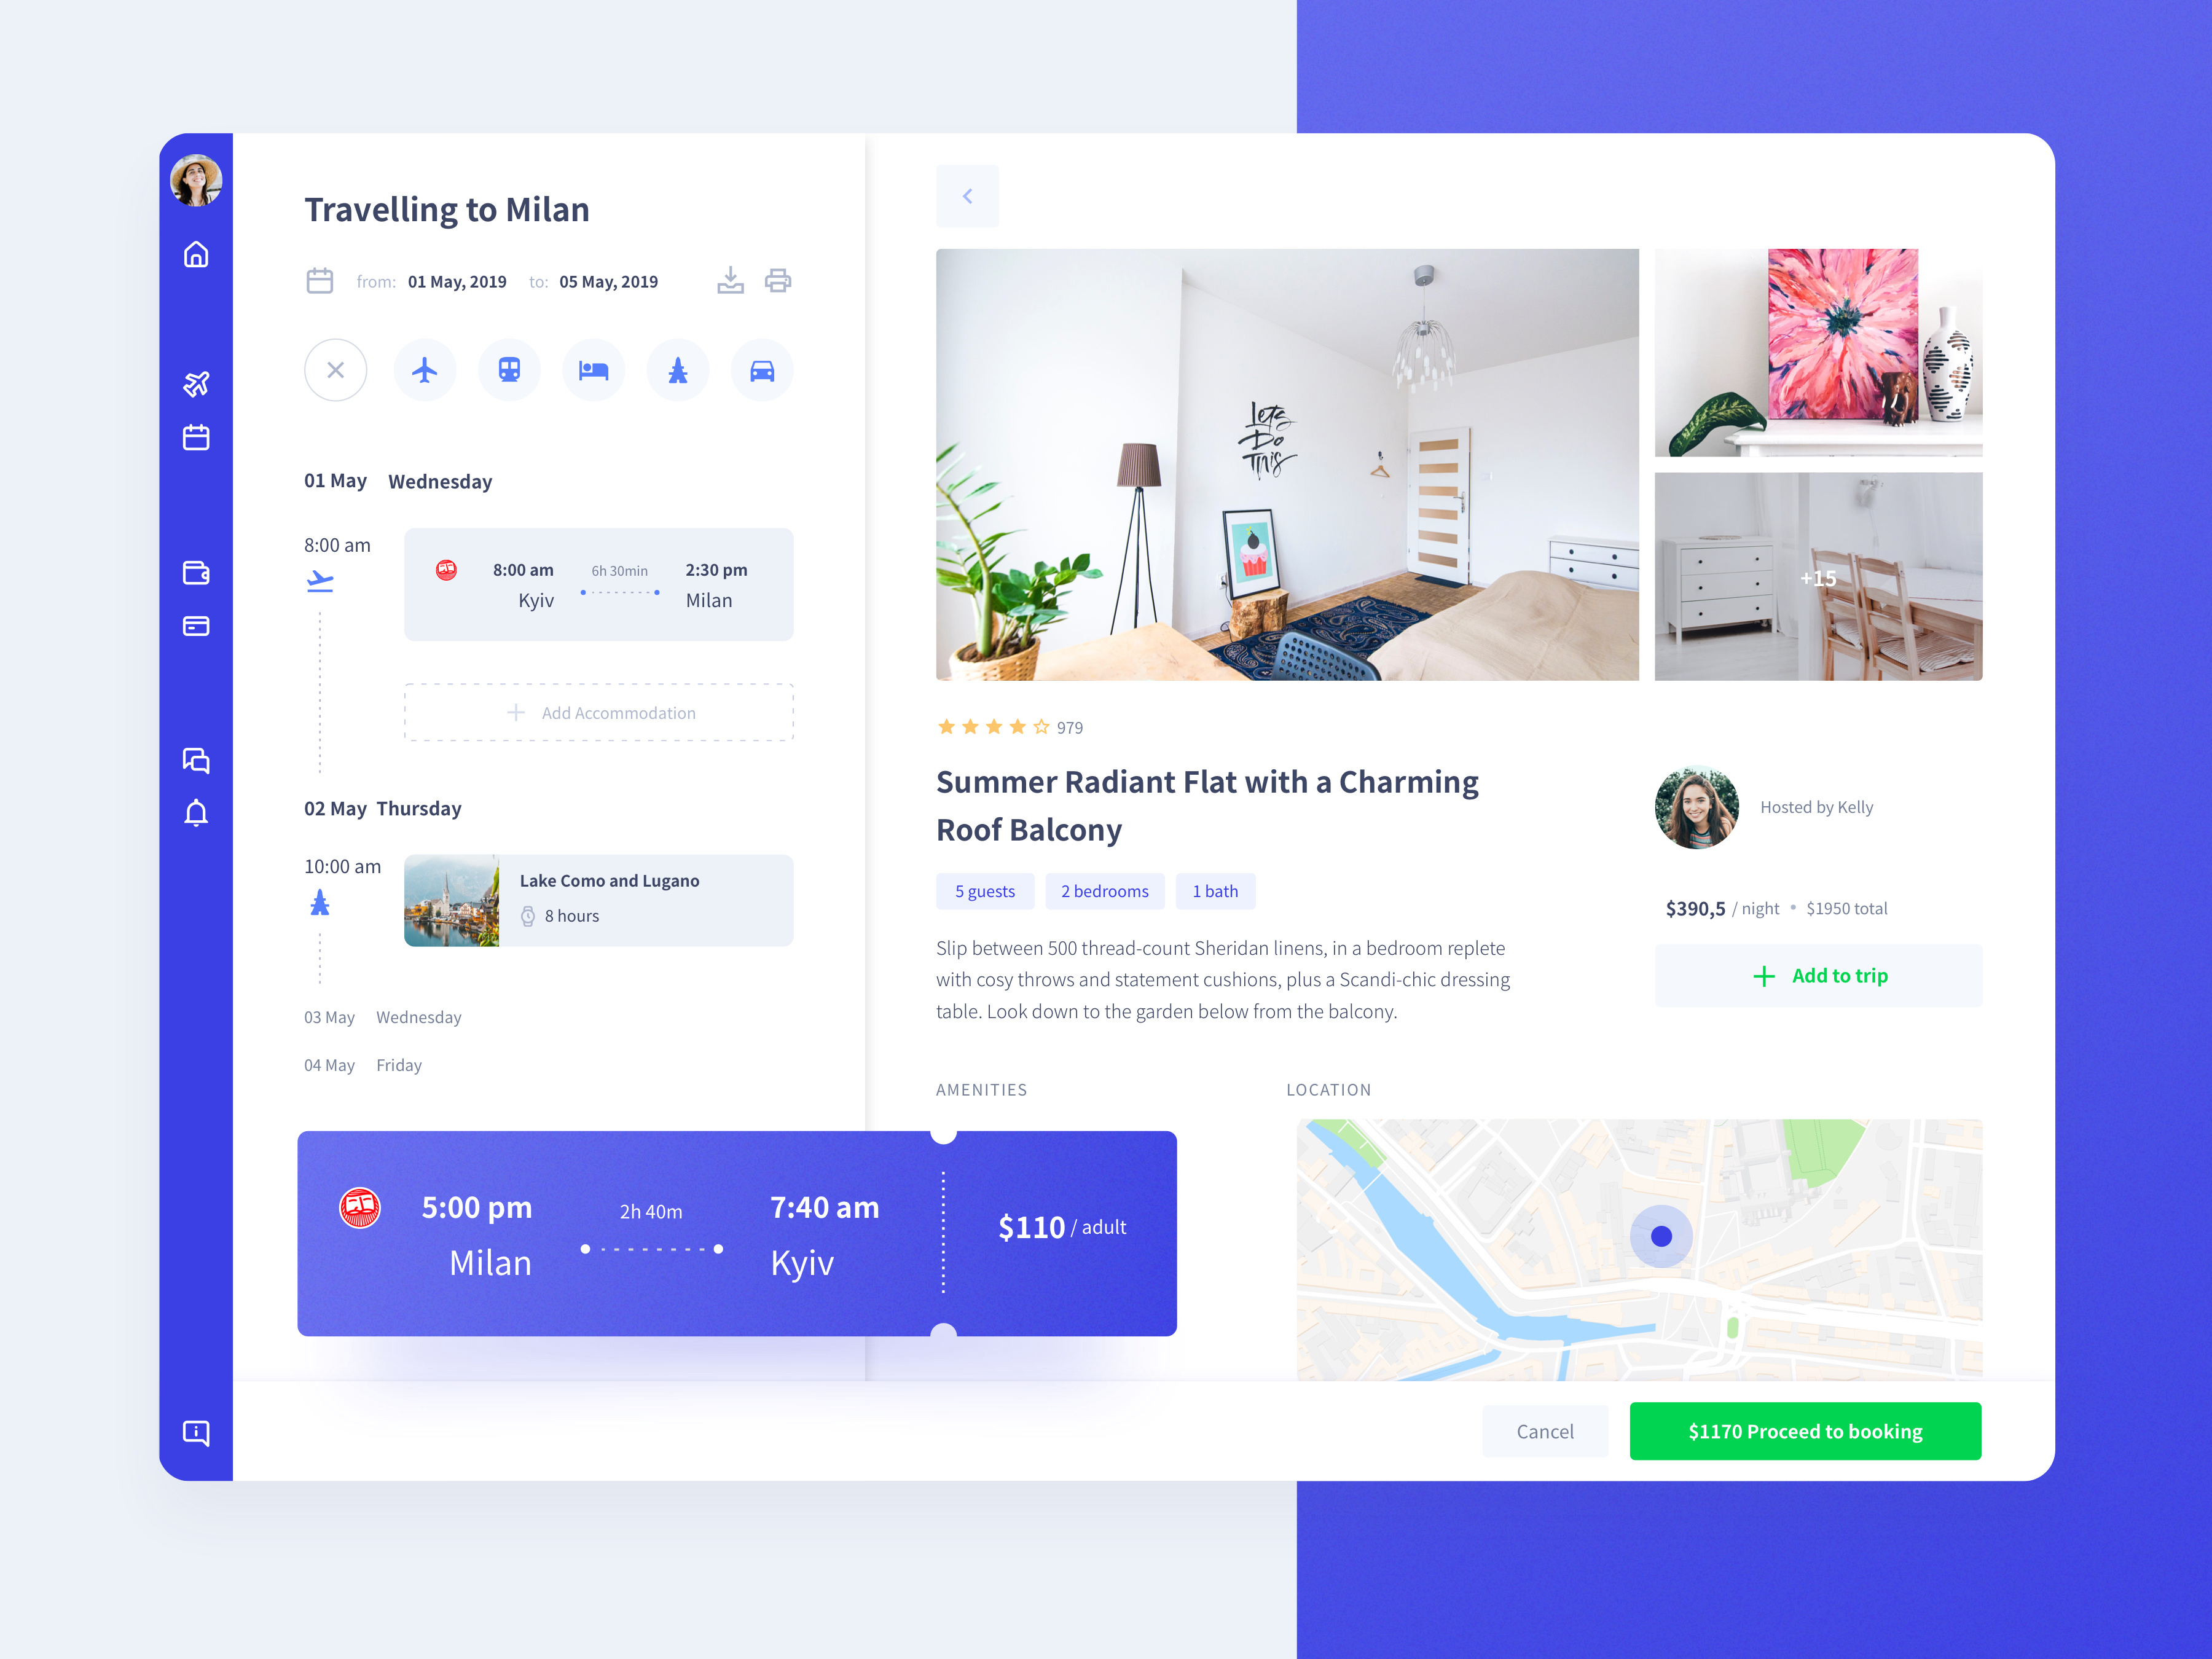 Travelling to Milan
from: 01 May, 2019 to: 05 May, 2019
01 May Wednesday
8:00 am
8:00 am 6h 30min 2:30 pm
Kyiv Milan
Add Accommodation
02 May Thursday
10:00 am
Lake Como and Lugano
8 hours
03 May Wednesday
04 May Friday
5:00 pm 2h 40m 7:40 am
Milan Kyiv
$110 / adult
Lets
Do
This
+15
979
Summer Radiant Flat with a Charming
Roof Balcony
5 guests 2 bedrooms 1 bath
Slip between 500 thread-count Sheridan linens, in a bedroom replete
with cosy throws and statement cushions, plus a Scandi-chic dressing
table. Look down to the garden below from the balcony.
Hosted by Kelly
$390,5 / night • $1950 total
Add to trip
AMENITIES
LOCATION
Cancel
$1170 Proceed to booking